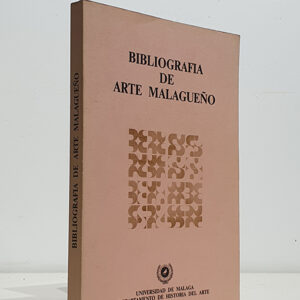 BIBLIOGRAFIA DE ARTE MALAGUEÑO
BIBLIOGRAFIA
DE
ARTE MALAGUEÑO
UNIVERSIDAD DE MALAGA
DEPARTAMENTO DE HISTORIA DEL ARTE